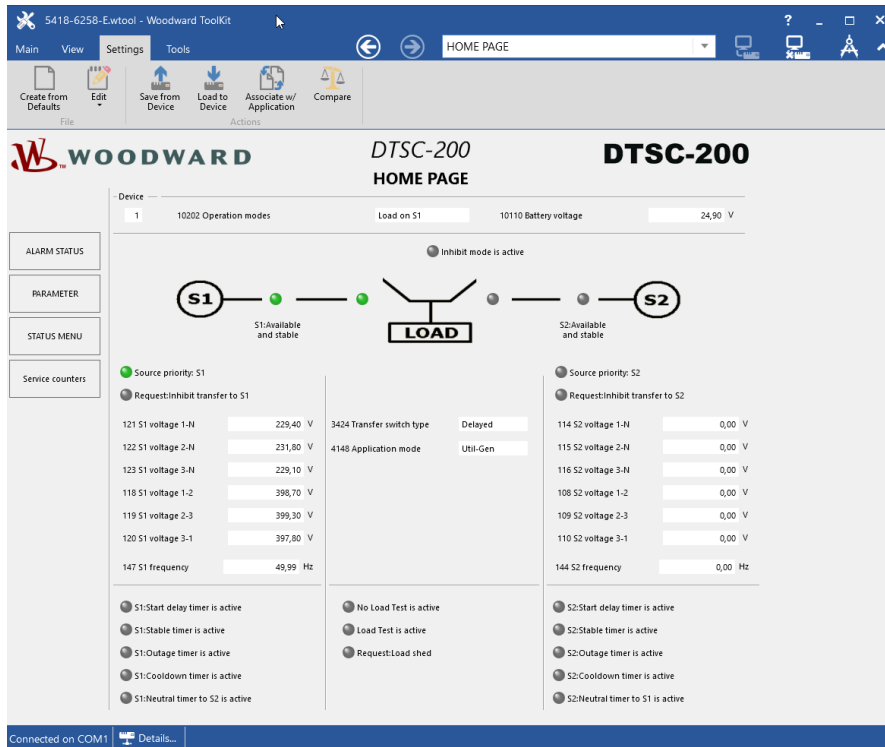 5418-6258-E.wtool - Woodward ToolKit
?
Main View Settings Tools
HOME PAGE
Create from Defaults
Edit
Save from Device
Load to Device
Associate w/ Application
Compare
File
Actions
WOODWARD
DTSC-200
HOME PAGE
DTSC-200
Device
1 10202 Operation modes Load on S1 10110 Battery voltage 24,90 V
ALARM STATUS
PARAMETER
STATUS MENU
Service counters
Inhibit mode is active
S1
S2
LOAD
S1:Available
and stable
S2:Available
and stable
Source priority: S1
Source priority: S2
Request:Inhibit transfer to S1
Request:Inhibit transfer to S2
121 S1 voltage 1-N 229,40 V 3424 Transfer switch type Delayed 114 S2 voltage 1-N 0,00 V
122 S1 voltage 2-N 231,80 V 4148 Application mode Util-Gen 115 S2 voltage 2-N 0,00 V
123 S1 voltage 3-N 229,10 V 116 S2 voltage 3-N 0,00 V
118 S1 voltage 1-2 398,70 V 108 S2 voltage 1-2 0,00 V
119 S1 voltage 2-3 399,30 V 109 S2 voltage 2-3 0,00 V
120 S1 voltage 3-1 397,80 V 110 S2 voltage 3-1 0,00 V
147 S1 frequency 49,99 Hz 144 S2 frequency 0,00 Hz
S1:Start delay timer is active No Load Test is active S2:Start delay timer is active
S1:Stable timer is active Load Test is active S2:Stable timer is active
S1:Outage timer is active Request:Load shed S2:Outage timer is active
S1:Cooldown timer is active S2:Cooldown timer is active
S1:Neutral timer to S2 is active S2:Neutral timer to S1 is active
Connected on COM1 Details...